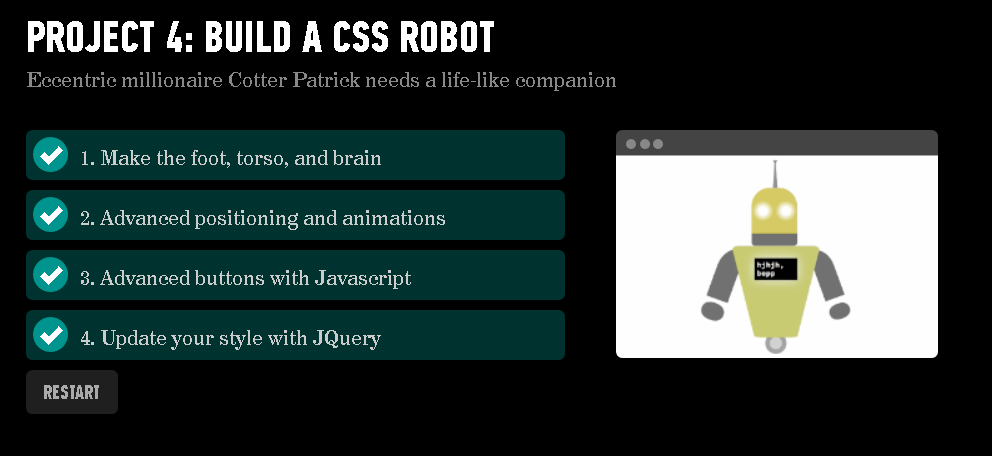 PROJECT 4: BUILD A CSS ROBOT
Eccentric millionaire Cotter Patrick needs a life-like companion
1. Make the foot, torso, and brain
2. Advanced positioning and animations
3. Advanced buttons with Javascript
4. Update your style with JQuery
RESTART
hjhjh,
bopp